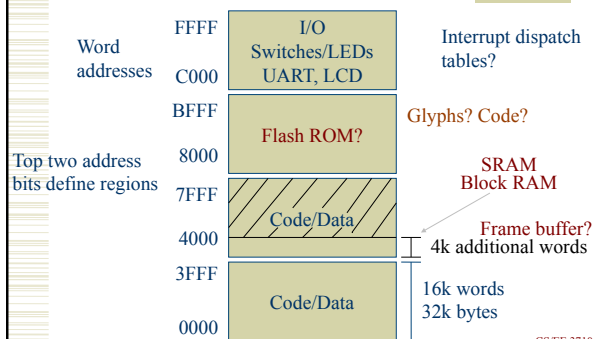 FFFF
Word
addresses
C000
I/O
Switches/LEDs
UART, LCD
Interrupt dispatch
tables?
BFFF
Flash ROM?
Glyphs? Code?
8000
Top two address
bits define regions
7FFF
Code/Data
4000
SRAM
Block RAM
Frame buffer?
4k additional words
3FFF
Code/Data
0000
16k words
32k bytes